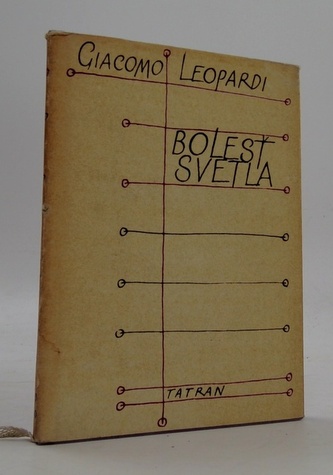 GIACOMO LEOPARDI
BOLESŤ
SVETLA
TATRAN